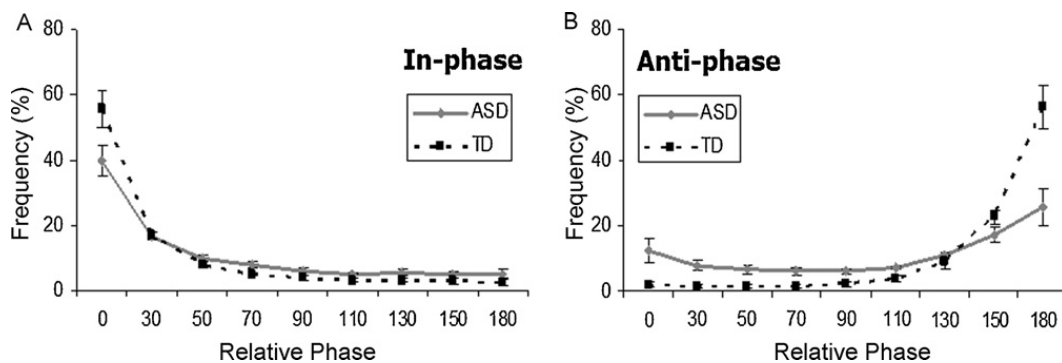 A
80
60
40
20
0
Frequency (%)
In-phase
ASD
TD
0 30 50 70 90 110 130 150 180
Relative Phase
B
80
60
40
20
0
Frequency (%)
Anti-phase
ASD
TD
0 30 50 70 90 110 130 150 180
Relative Phase